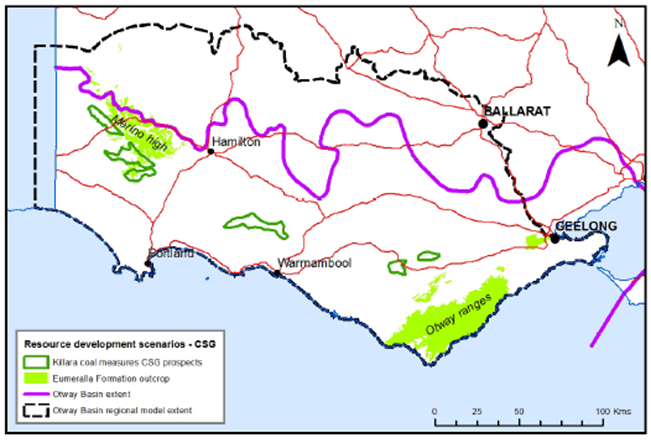 N
BALLARAT
Merino high
Hamilton
GEELONG
Portland
Warrnambool
Otway ranges
Resource development scenarios - CSG
Killara coal measures CSG prospects
Eumeralla Formation outcrop
Otway Basin extent
Otway Basin regional model extent
0 25 50 100 Kms